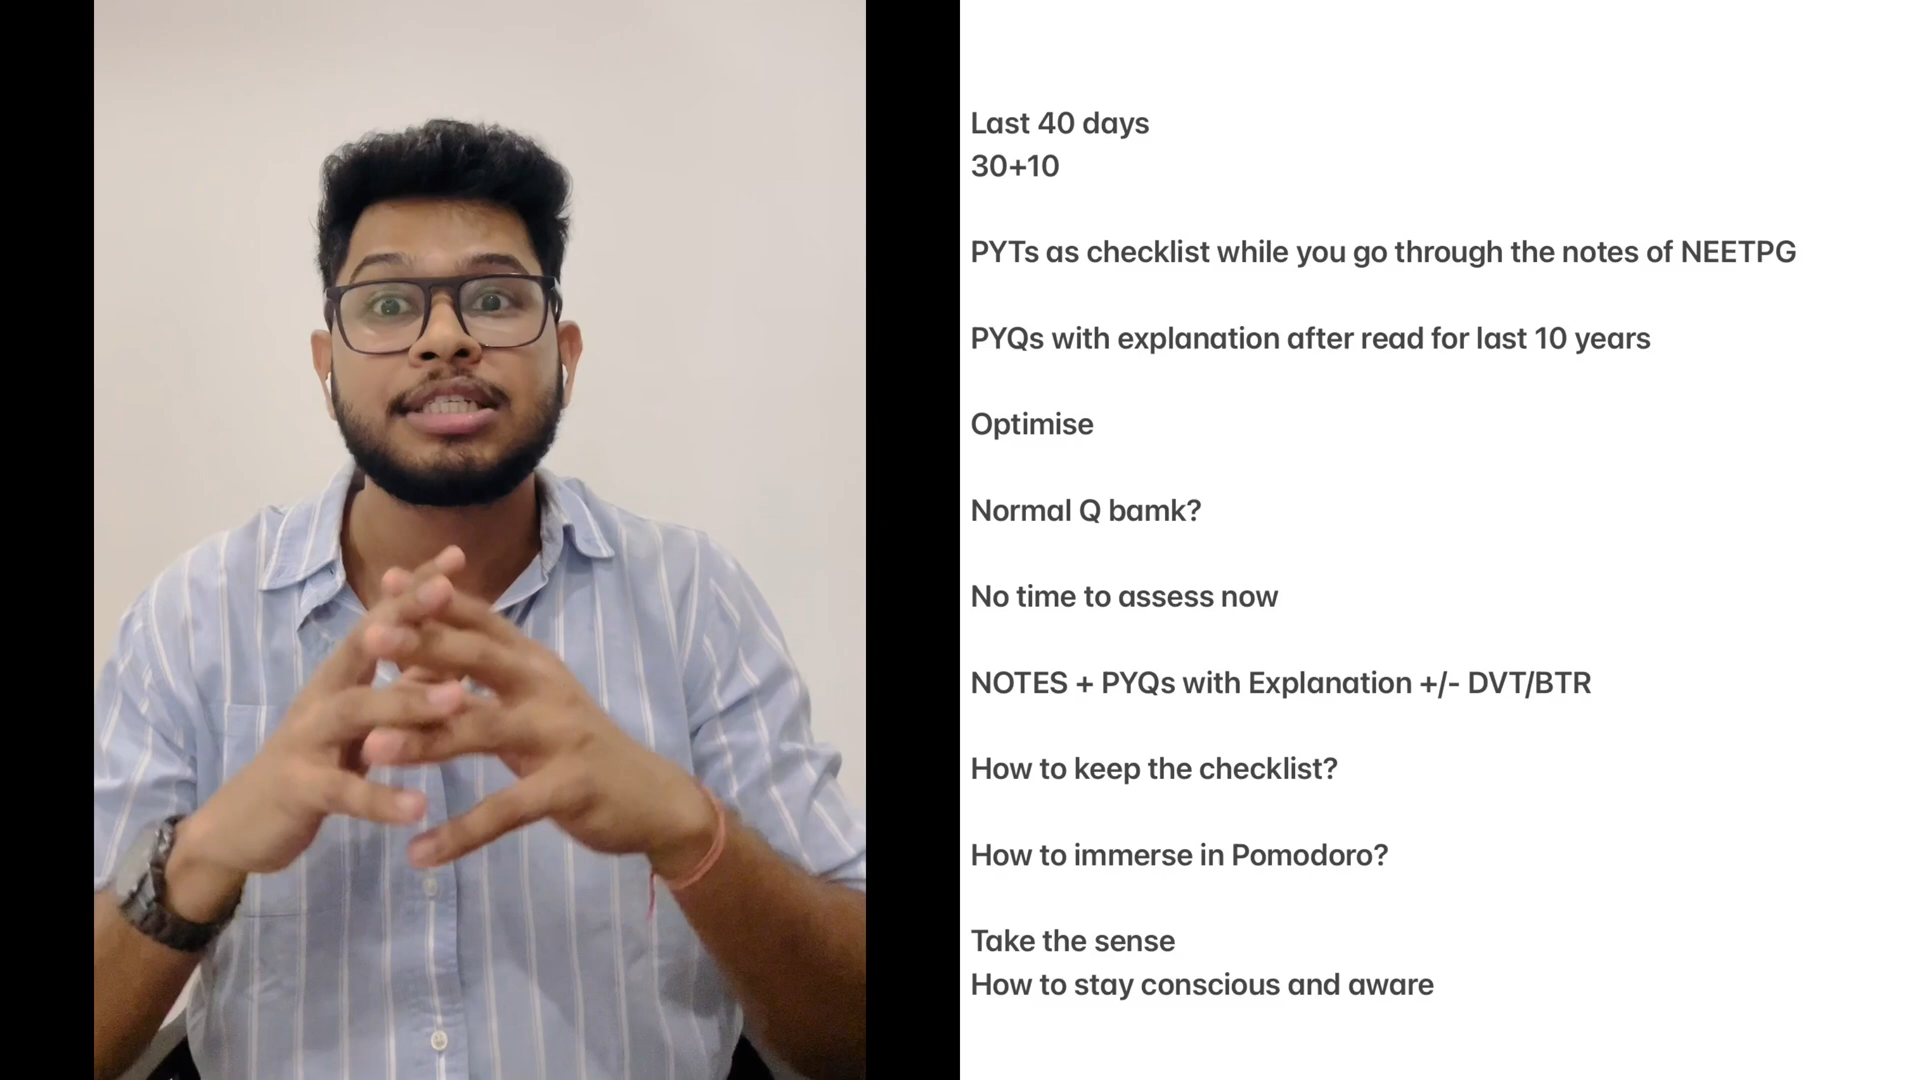 Last 40 days
30+10
PYTs as checklist while you go through the notes of NEETPG
PYQs with explanation after read for last 10 years
Optimise
Normal Q bamk?
No time to assess now
NOTES + PYQs with Explanation +/- DVT/BTR
How to keep the checklist?
How to immerse in Pomodoro?
Take the sense
How to stay conscious and aware